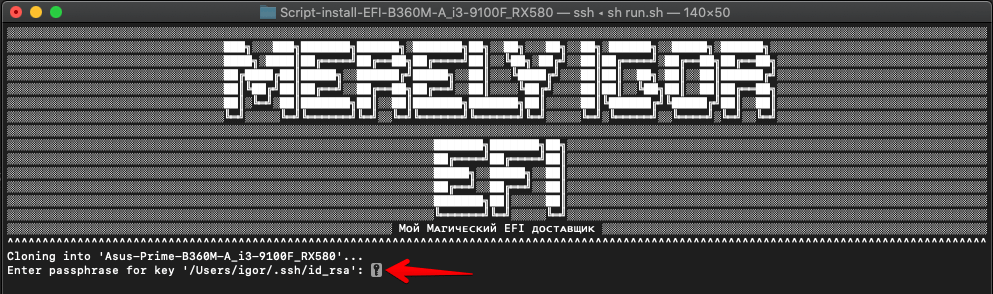 Script-install-EFI-B360M-A_i3-9100F_RX580 — ssh ◂ sh run.sh — 140×50
MERELY IGOR
EFI
Мой Магический EFI доставщик
Cloning into 'Asus-Prime-B360M-A_i3-9100F_RX580'...
Enter passphrase for key '/Users/igor/.ssh/id_rsa':